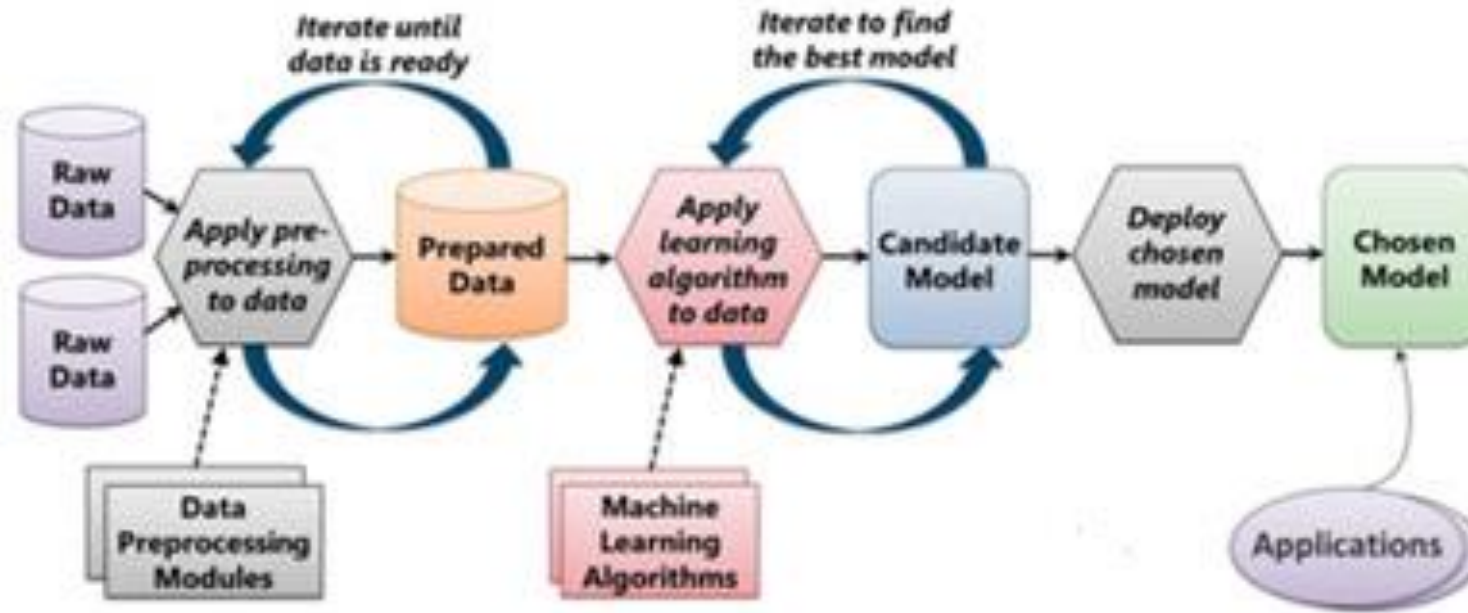 Iterate until
data is ready
Iterate to find
the best model
Raw
Data
Raw
Data
Apply pre-
processing
to data
Prepared
Data
Apply
learning
algorithm
to data
Candidate
Model
Deploy
chosen
model
Chosen
Model
Data
Preprocessing
Modules
Machine
Learning
Algorithms
Applications